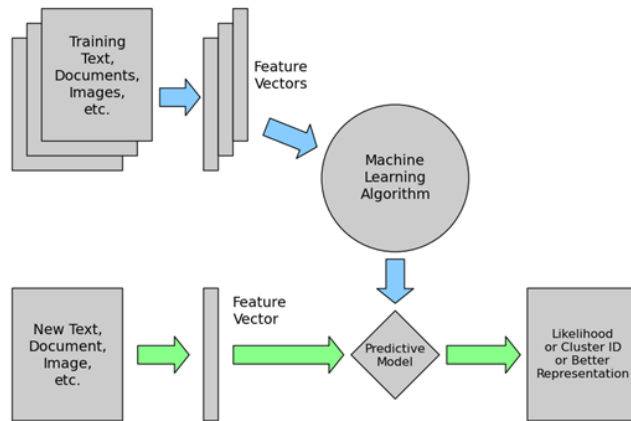 Training
Text,
Documents,
Images,
etc.
Feature
Vectors
Machine
Learning
Algorithm
New Text,
Document,
Image,
etc.
Feature
Vector
Predictive
Model
Likelihood
or Cluster ID
or Better
Representation